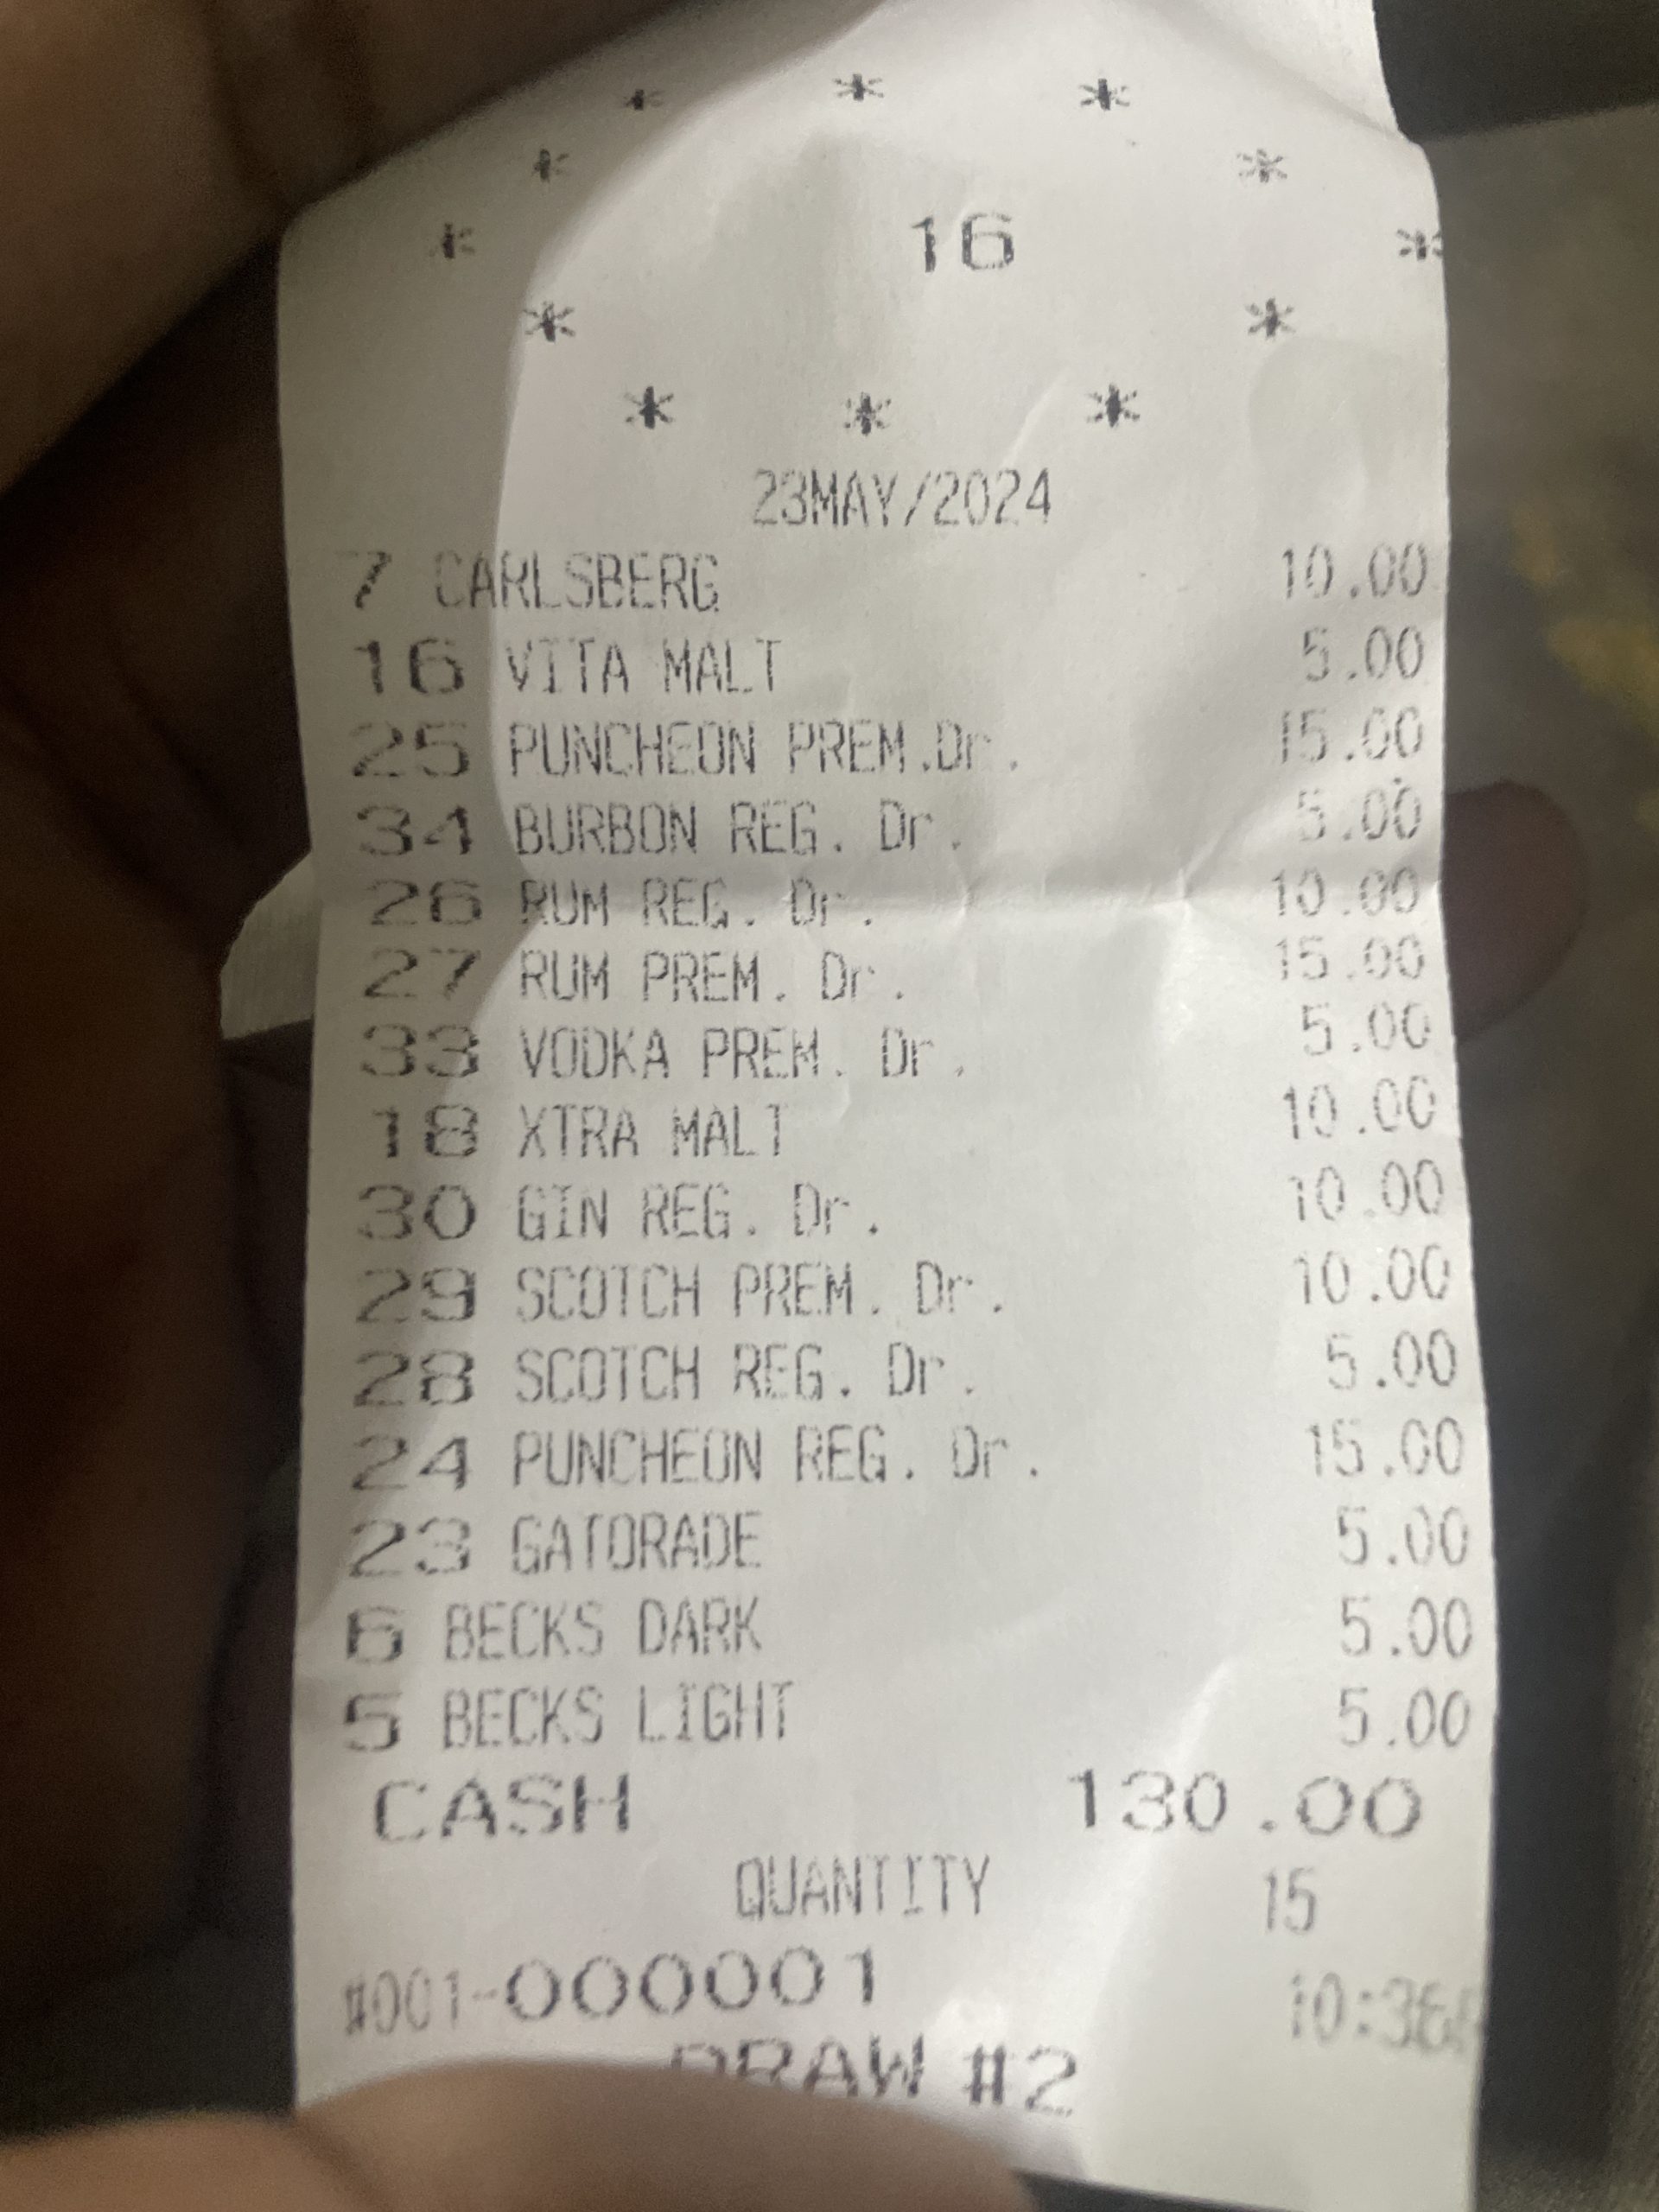 * * *
* *
* 16 *
* *
* * *
23MAY/2024
7 CARLSBERG 10.00
16 VITA MALT 5.00
25 PUNCHEON PREM.Dr. 15.00
34 BURBON REG. Dr. 5.00
26 RUM REG. Dr. 10.00
27 RUM PREM. Dr. 15.00
33 VODKA PREM. Dr. 5.00
18 XTRA MALT 10.00
30 GIN REG. Dr. 10.00
29 SCOTCH PREM. Dr. 10.00
28 SCOTCH REG. Dr. 5.00
24 PUNCHEON REG. Dr. 15.00
23 GATORADE 5.00
6 BECKS DARK 5.00
5 BECKS LIGHT 5.00
CASH 130.00
QUANTITY 15
#001-000001
DRAW #2